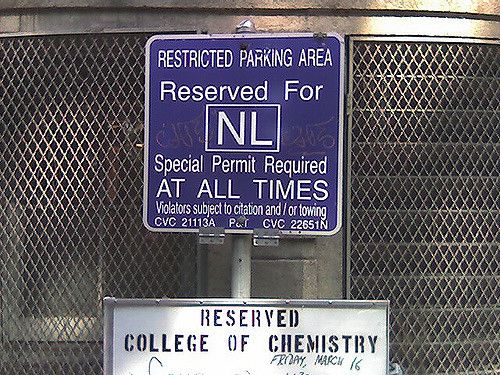 RESTRICTED PARKING AREA
Reserved For
NL
Special Permit Required
AT ALL TIMES
Violators subject to citation and / or towing
CVC 21113A P&T CVC 22651N
RESERVED
COLLEGE OF CHEMISTRY
FRIDAY, MARCH 16